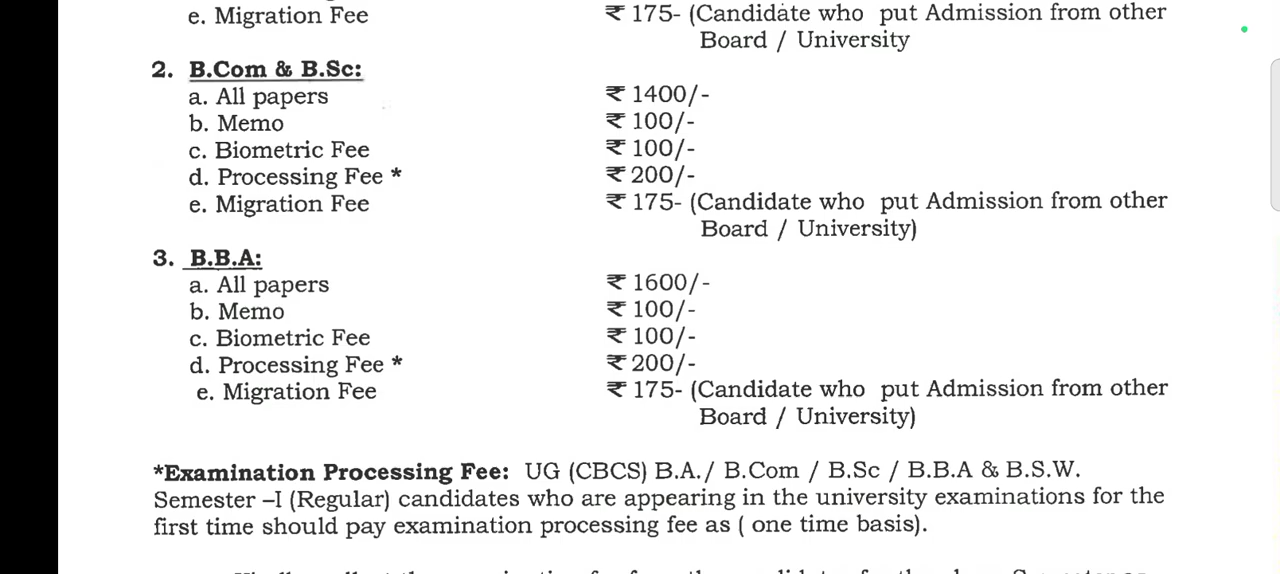 e. Migration Fee ₹ 175- (Candidate who put Admission from other
Board / University
2. B.Com & B.Sc:
a. All papers ₹ 1400/-
b. Memo ₹ 100/-
c. Biometric Fee ₹ 100/-
d. Processing Fee * ₹ 200/-
e. Migration Fee ₹ 175- (Candidate who put Admission from other
Board / University)
3. B.B.A:
a. All papers ₹ 1600/-
b. Memo ₹ 100/-
c. Biometric Fee ₹ 100/-
d. Processing Fee * ₹ 200/-
e. Migration Fee ₹ 175- (Candidate who put Admission from other
Board / University)
*Examination Processing Fee: UG (CBCS) B.A./ B.Com / B.Sc / B.B.A & B.S.W.
Semester –I (Regular) candidates who are appearing in the university examinations for the
first time should pay examination processing fee as ( one time basis).